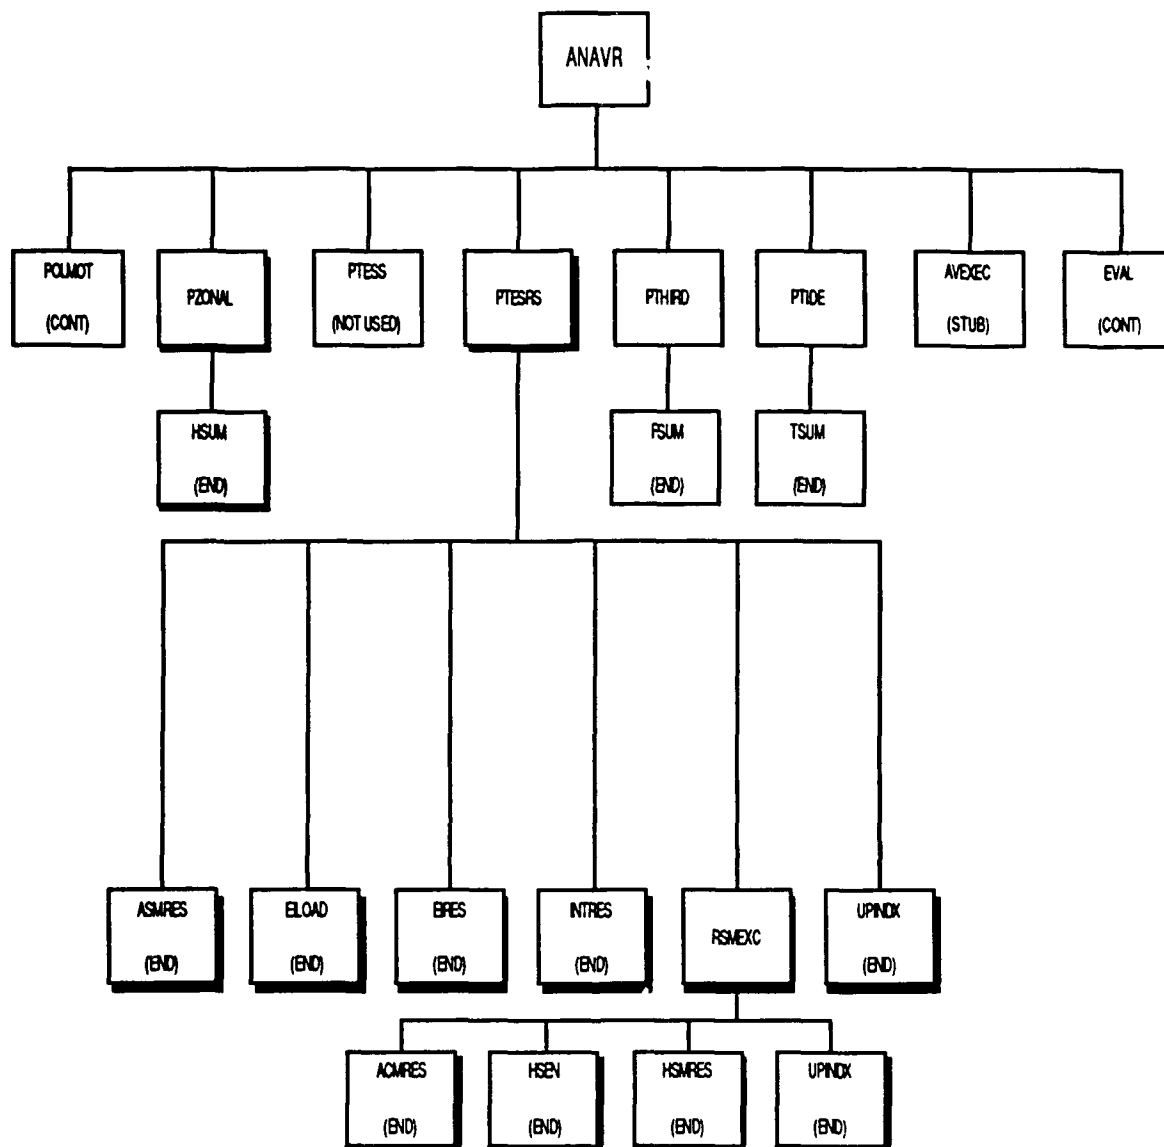 ANAVR
POLMOT
(CONT)
PZONAL
PTESS
(NOT USED)
PTESRS
PTHIRD
PTIDE
AVEXEC
(STUB)
EVAL
(CONT)
HSUM
(END)
FSUM
(END)
TSUM
(END)
ASMRES
(END)
EILOAD
(END)
EIRES
(END)
INTRES
(END)
RSMEXC
UPINDX
(END)
ACMRES
(END)
HSEN
(END)
HSMRES
(END)
UPINDX
(END)